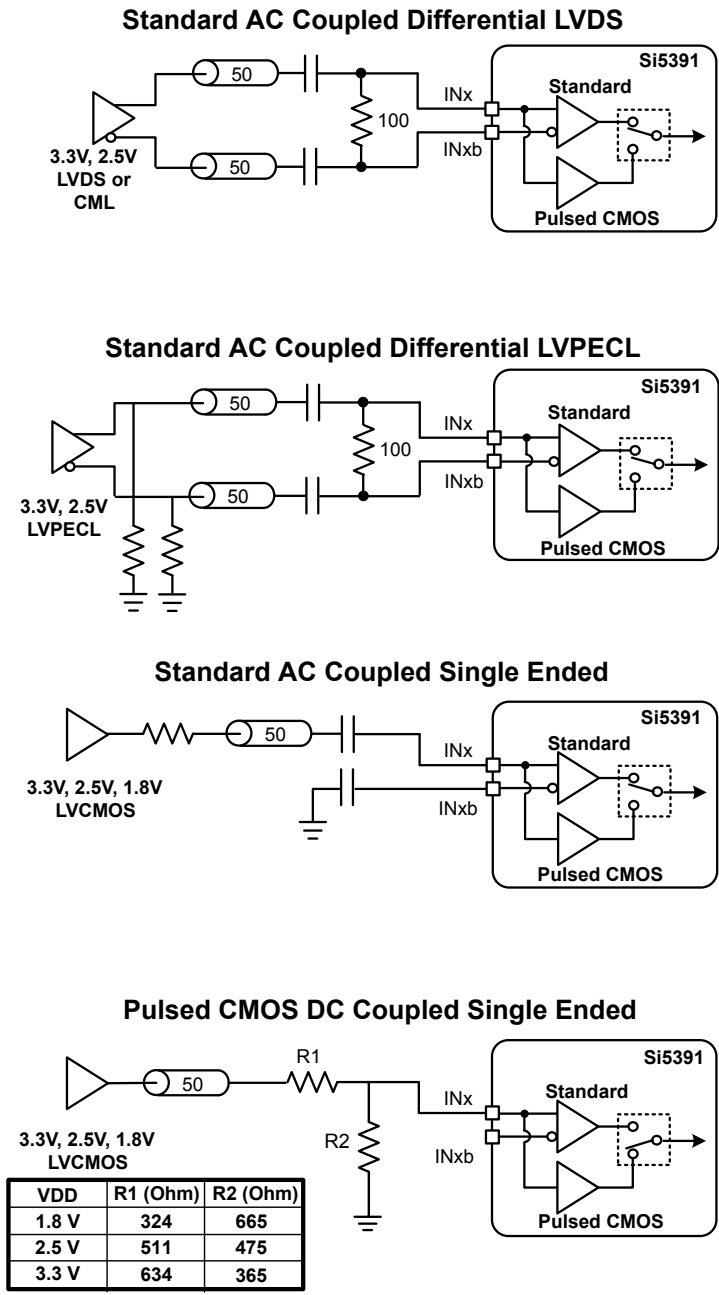 Standard AC Coupled Differential LVDS
Si5391
50
INx
Standard
100
3.3V, 2.5V
LVDS or
CML
50
INxb
Pulsed CMOS
Standard AC Coupled Differential LVPECL
Si5391
50
INx
Standard
100
3.3V, 2.5V
LVPECL
50
INxb
Pulsed CMOS
Standard AC Coupled Single Ended
Si5391
50
INx
Standard
3.3V, 2.5V, 1.8V
LVCMOS
INxb
Pulsed CMOS
Pulsed CMOS DC Coupled Single Ended
Si5391
50
R1
INx
Standard
3.3V, 2.5V, 1.8V
LVCMOS
R2
INxb
Pulsed CMOS
VDD R1 (Ohm) R2 (Ohm)
1.8 V 324 665
2.5 V 511 475
3.3 V 634 365